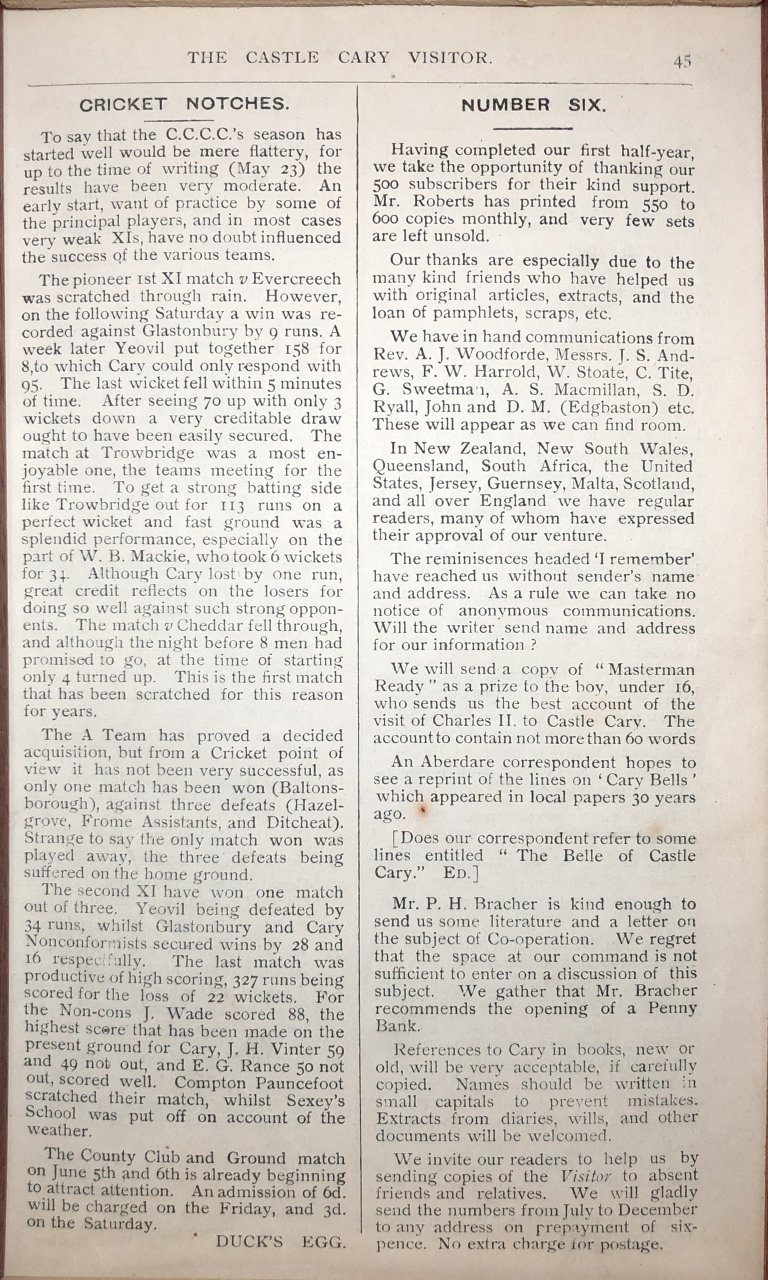 THE CASTLE CARY VISITOR.
45
CRICKET NOTCHES.
To say that the C.C.C.C.'s season has
started well would be mere flattery, for
up to the time of writing (May 23) the
results have been very moderate. An
early start, want of practice by some of
the principal players, and in most cases
very weak XIs, have no doubt influenced
the success of the various teams.
The pioneer 1st XI match v Evercreech
was scratched through rain. However,
on the following Saturday a win was re-
corded against Glastonbury by 9 runs. A
week later Yeovil put together 158 for
8,to which Cary could only respond with
95. The last wicket fell within 5 minutes
of time. After seeing 70 up with only 3
wickets down a very creditable draw
ought to have been easily secured. The
match at Trowbridge was a most en-
joyable one, the teams meeting for the
first time. To get a strong batting side
like Trowbridge out for 113 runs on a
perfect wicket and fast ground was a
splendid performance, especially on the
part of W. B. Mackie, who took 6 wickets
for 34. Although Cary lost by one run,
great credit reflects on the losers for
doing so well against such strong oppon-
ents. The match v Cheddar fell through,
and although the night before 8 men had
promised to go, at the time of starting
only 4 turned up. This is the first match
that has been scratched for this reason
for years.
The A Team has proved a decided
acquisition, but from a Cricket point of
view it has not been very successful, as
only one match has been won (Baltons-
borough), against three defeats (Hazel-
grove, Frome Assistants, and Ditcheat).
Strange to say the only match won was
played away, the three defeats being
suffered on the home ground.
The second XI have won one match
out of three. Yeovil being defeated by
34 runs, whilst Glastonbury and Cary
Nonconformists secured wins by 28 and
16 respectfully. The last match was
productive of high scoring, 327 runs being
scored for the loss of 22 wickets. For
the Non-cons J. Wade scored 88, the
highest score that has been made on the
present ground for Cary, J. H. Vinter 59
and 49 not out, and E. G. Rance 50 not
out, scored well. Compton Pauncefoot
scratched their match, whilst Sexey's
School was put off on account of the
weather.
The County Club and Ground match
on June 5th and 6th is already beginning
to attract attention. An admission of 6d.
will be charged on the Friday, and 3d.
on the Saturday.
DUCK'S EGG.
NUMBER SIX.
Having completed our first half-year,
we take the opportunity of thanking our
500 subscribers for their kind support.
Mr. Roberts has printed from 550 to
600 copies monthly, and very few sets
are left unsold.
Our thanks are especially due to the
many kind friends who have helped us
with original articles, extracts, and the
loan of pamphlets, scraps, etc.
We have in hand communications from
Rev. A. J. Woodforde, Messrs. J. S. And-
rews, F. W. Harrold, W. Stoate, C. Tite,
G. Sweetman, A. S. Macmillan, S. D.
Ryall, John and D. M. (Edgbaston) etc.
These will appear as we can find room.
In New Zealand, New South Wales,
Queensland, South Africa, the United
States, Jersey, Guernsey, Malta, Scotland,
and all over England we have regular
readers, many of whom have expressed
their approval of our venture.
The reminisences headed ‘I remember’
have reached us without sender's name
and address. As a rule we can take no
notice of anonymous communications.
Will the writer send name and address
for our information ?
We will send a copy of “ Masterman
Ready ” as a prize to the boy, under 16,
who sends us the best account of the
visit of Charles II. to Castle Cary. The
account to contain not more than 60 words
An Aberdare correspondent hopes to
see a reprint of the lines on ‘ Cary Bells ’
which appeared in local papers 30 years
ago.
[Does our correspondent refer to some
lines entitled “ The Belle of Castle
Cary.” ED.]
Mr. P. H. Bracher is kind enough to
send us some literature and a letter on
the subject of Co-operation. We regret
that the space at our command is not
sufficient to enter on a discussion of this
subject. We gather that Mr. Bracher
recommends the opening of a Penny
Bank.
References to Cary in books, new or
old, will be very acceptable, if carefully
copied. Names should be written in
small capitals to prevent mistakes.
Extracts from diaries, wills, and other
documents will be welcomed.
We invite our readers to help us by
sending copies of the Visitor to absent
friends and relatives. We will gladly
send the numbers from July to December
to any address on prepayment of six-
pence. No extra charge for postage.